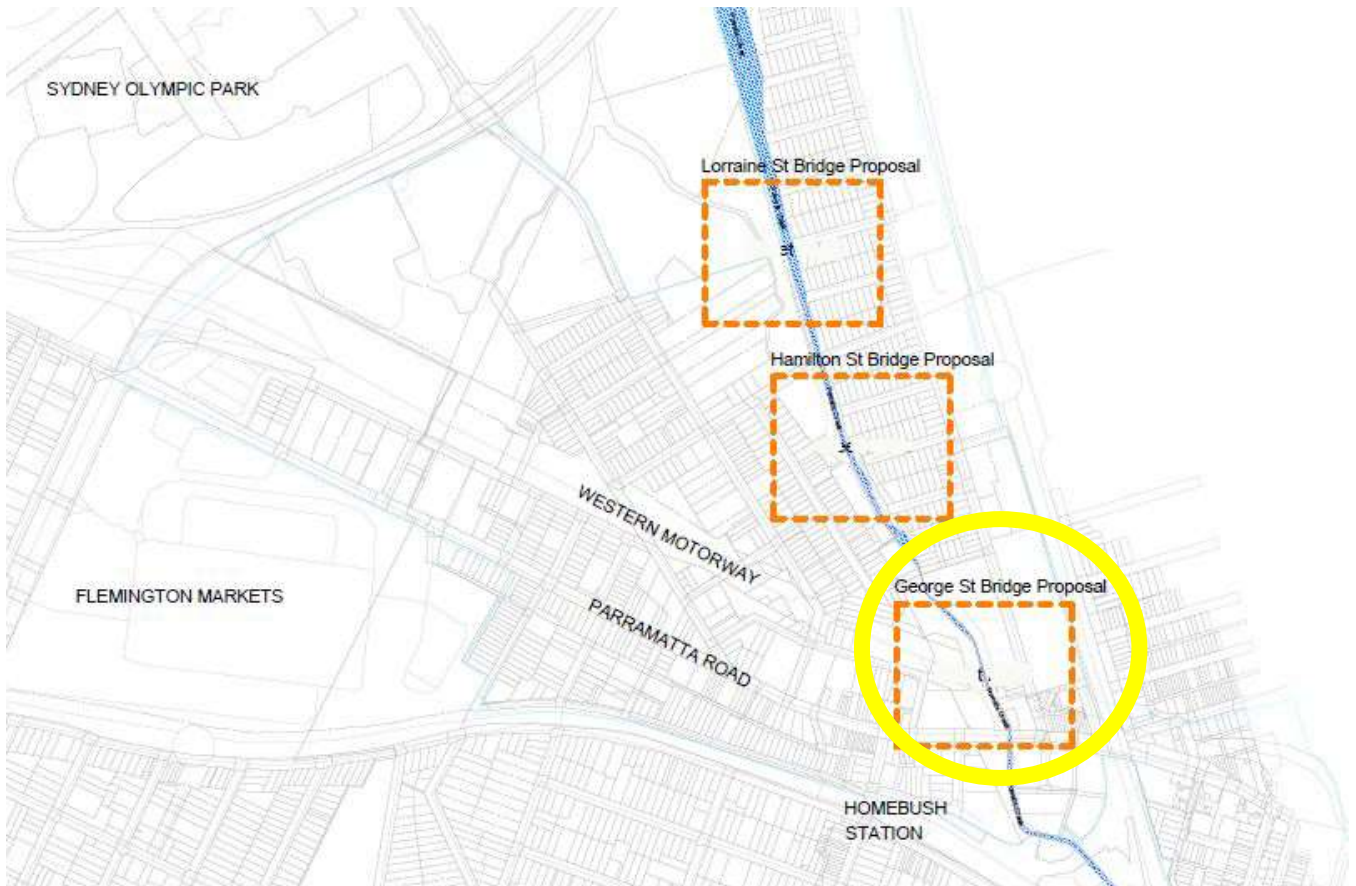 SYDNEY OLYMPIC PARK
Lorraine St Bridge Proposal
Hamilton St Bridge Proposal
WESTERN MOTORWAY
George St Bridge Proposal
FLEMINGTON MARKETS
PARRAMATTA ROAD
HOMEBUSH
STATION